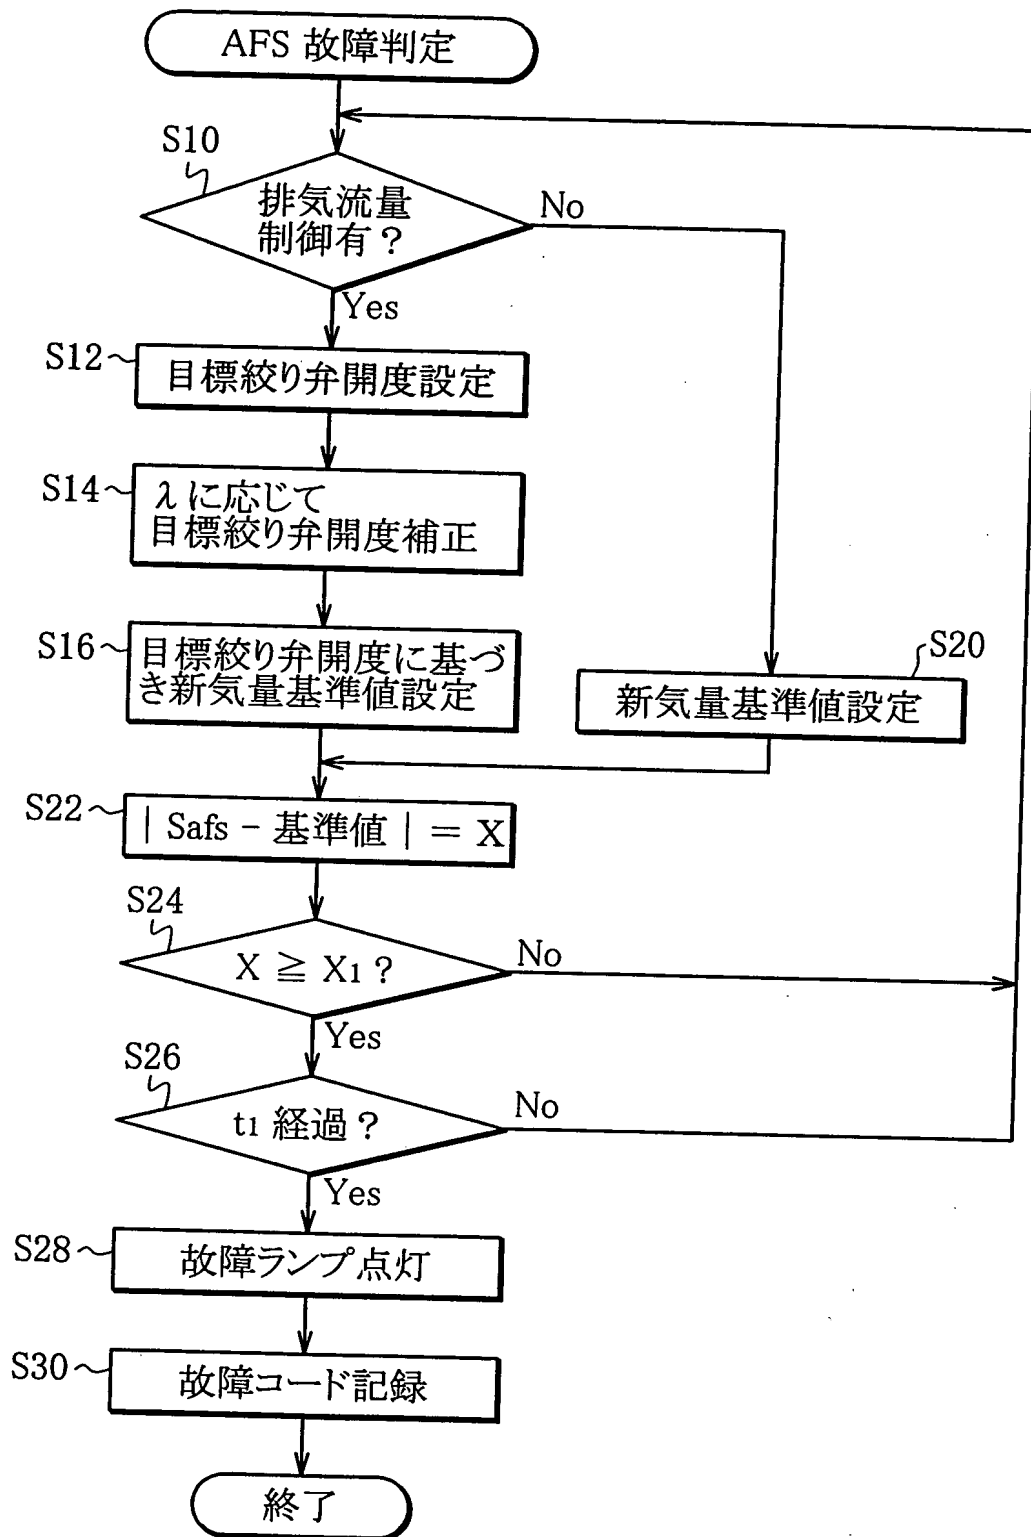 AFS 故障判定
S10
排気流量
制御有？
No
Yes
S12
目標絞り弁開度設定
S14
λに応じて
目標絞り弁開度補正
S16
目標絞り弁開度に基づ
き新気量基準値設定
S20
新気量基準値設定
S22
| Safs - 基準値 | = X
S24
X ≧ X1 ?
No
Yes
S26
t1 経過？
No
Yes
S28
故障ランプ点灯
S30
故障コード記録
終了